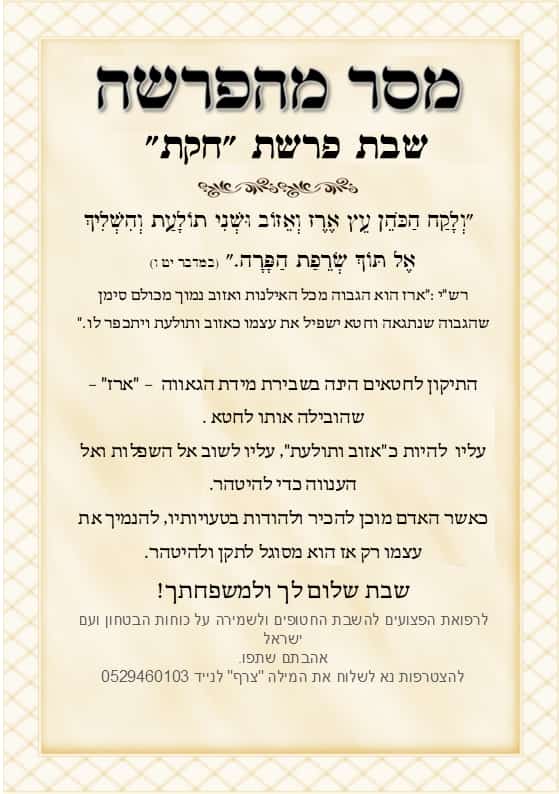 מסר מהפרשה
שבת פרשת "חקת"
"וְלָקַח הַכֹּהֵן עֵץ אֶרֶז וְאֵזוֹב וּשְׁנִי תוֹלָעַת וְהִשְׁלִיךְ
אֶל תּוֹךְ שְׂרֵפַת הַפָּרָה." (במדבר יט ו)
רש"י :"ארז הוא הגבוה מכל האילנות ואזוב נמוך מכולם סימן
שהגבוה שנתגאה וחטא ישפיל את עצמו כאזוב ותולעת ויתכפר לו."
התיקון לחטאים הינה בשבירת מידת הגאווה – "ארז" –
שהובילה אותו לחטא .
עליו להיות כ"אזוב ותולעת", עליו לשוב אל השפלות ואל
הענווה כדי להיטהר.
כאשר האדם מוכן להכיר ולהודות בטעויותיו, להנמיך את
עצמו רק אז הוא מסוגל לתקן ולהיטהר.
שבת שלום לך ולמשפחתך!
לרפואת הפצועים להשבת החטופים ולשמירה על כוחות הבטחון ועם
ישראל
אהבתם שתפו.
להצטרפות נא לשלוח את המילה "צרף" לנייד 0529460103